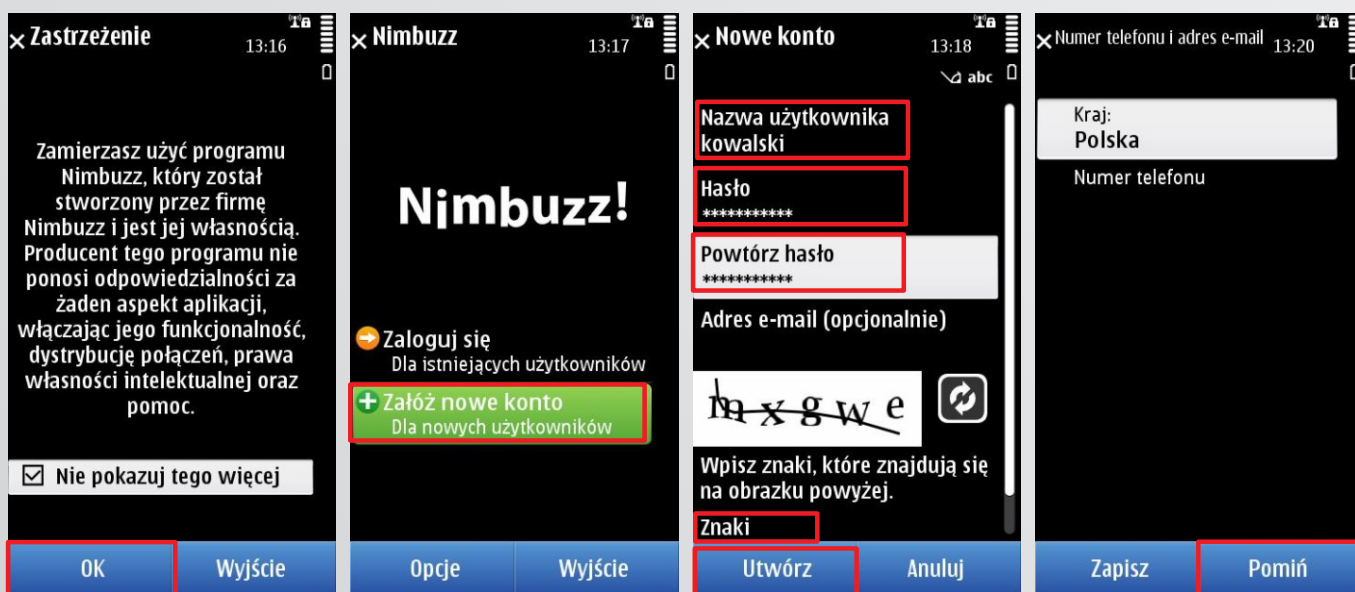 Zastrzeżenie
13:16
Zamierzasz użyć programu
Nimbuzz, który został
stworzony przez firmę
Nimbuzz i jest jej własnością.
Producent tego programu nie
ponosi odpowiedzialności za
żaden aspekt aplikacji,
włączając jego funkcjonalność,
dystrybucję połączeń, prawa
własności intelektualnej oraz
pomoc.
Nie pokazuj tego więcej
OK
Wyjście
Nimbuzz
13:17
Nimbuzz!
Zaloguj się
Dla istniejących użytkowników
Załóż nowe konto
Dla nowych użytkowników
Opcje
Wyjście
Nowe konto
13:18
abc
Nazwa użytkownika
kowalski
Hasło
***********
Powtórz hasło
***********
Adres e-mail (opcjonalnie)
mxgwe
Wpisz znaki, które znajdują się
na obrazku powyżej.
Znaki
Utwórz
Anuluj
Numer telefonu i adres e-mail
13:20
Kraj:
Polska
Numer telefonu
Zapisz
Pomiń